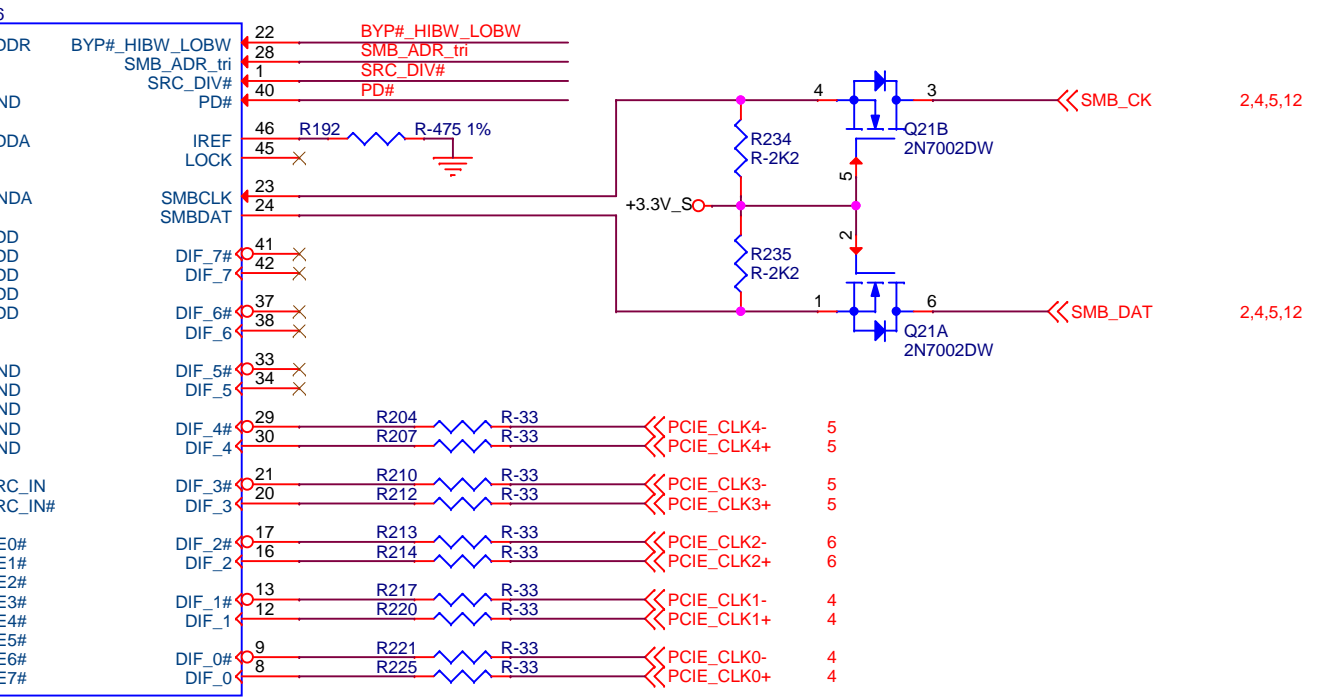 6
DDR BYP#_HIBW_LOBW 22 BYP#_HIBW_LOBW
SMB_ADR_tri 28 SMB_ADR_tri
SRC_DIV# 1 SRC_DIV#
ND PD# 40 PD#
4 3 SMB_CK 2,4,5,12
DDA IREF 46 R192 R-475 1%
LOCK 45
R234
R-2K2
Q21B
2N7002DW
5
NDA SMBCLK 23
SMBDAT 24
+3.3V_S
2
DD
DD DIF_7# 41
DD DIF_7 42
R235
R-2K2
DD
DD DIF_6# 37
DIF_6 38
1 6 SMB_DAT 2,4,5,12
Q21A
2N7002DW
ND DIF_5# 33
ND DIF_5 34
ND
ND DIF_4# 29 R204 R-33 PCIE_CLK4- 5
ND DIF_4 30 R207 R-33 PCIE_CLK4+ 5
RC_IN DIF_3# 21 R210 R-33 PCIE_CLK3- 5
RC_IN# DIF_3 20 R212 R-33 PCIE_CLK3+ 5
E0# DIF_2# 17 R213 R-33 PCIE_CLK2- 6
E1# DIF_2 16 R214 R-33 PCIE_CLK2+ 6
E2#
E3# DIF_1# 13 R217 R-33 PCIE_CLK1- 4
E4# DIF_1 12 R220 R-33 PCIE_CLK1+ 4
E5#
E6# DIF_0# 9 R221 R-33 PCIE_CLK0- 4
E7# DIF_0 8 R225 R-33 PCIE_CLK0+ 4